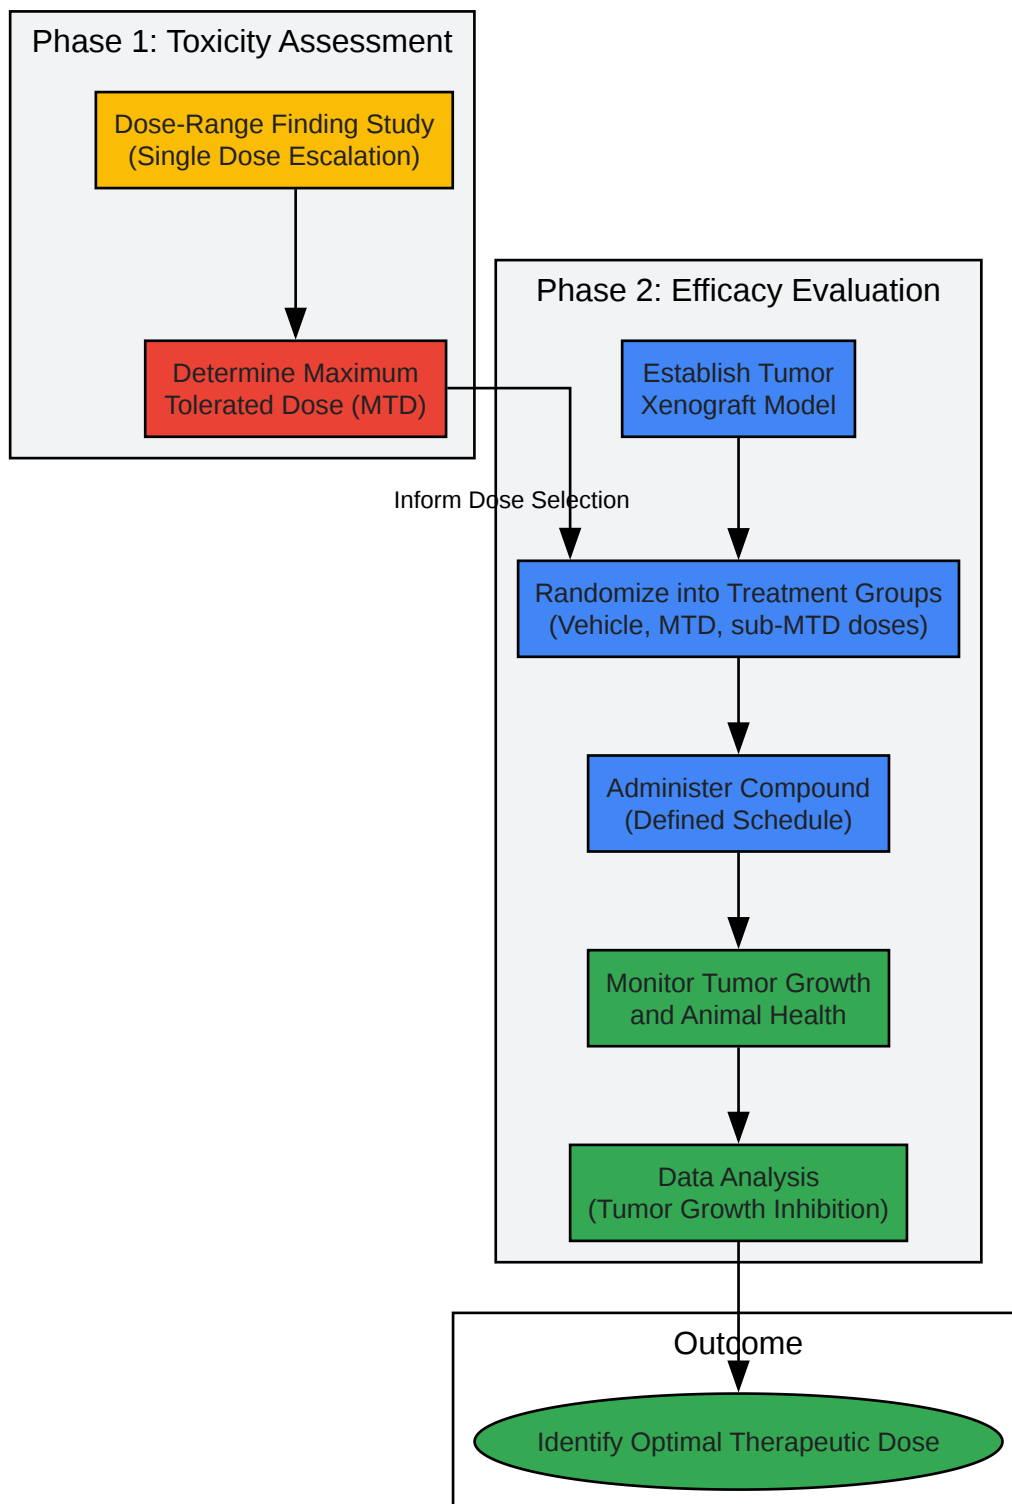 Phase 1: Toxicity Assessment
Dose-Range Finding Study
(Single Dose Escalation)
Determine Maximum
Tolerated Dose (MTD)
Inform Dose Selection
Phase 2: Efficacy Evaluation
Establish Tumor
Xenograft Model
Randomize into Treatment Groups
(Vehicle, MTD, sub-MTD doses)
Administer Compound
(Defined Schedule)
Monitor Tumor Growth
and Animal Health
Data Analysis
(Tumor Growth Inhibition)
Outcome
Identify Optimal Therapeutic Dose